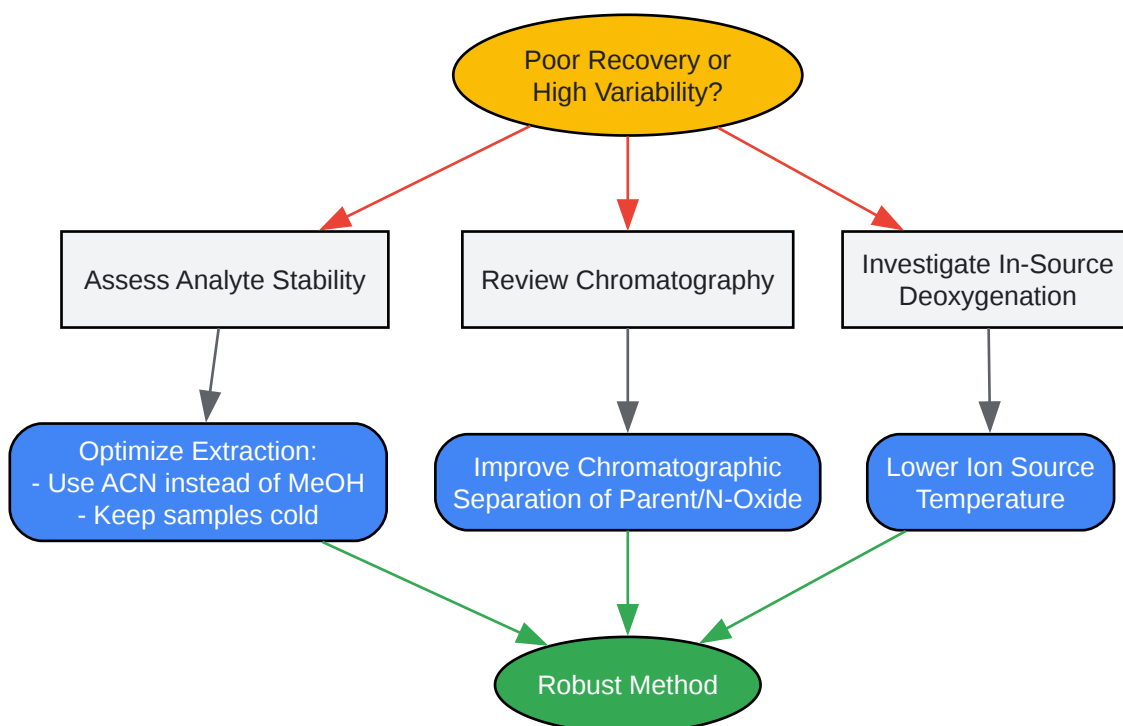 Poor Recovery or
High Variability?
Assess Analyte Stability
Review Chromatography
Investigate In-Source
Deoxygenation
Optimize Extraction:
- Use ACN instead of MeOH
- Keep samples cold
Improve Chromatographic
Separation of Parent/N-Oxide
Lower Ion Source
Temperature
Robust Method